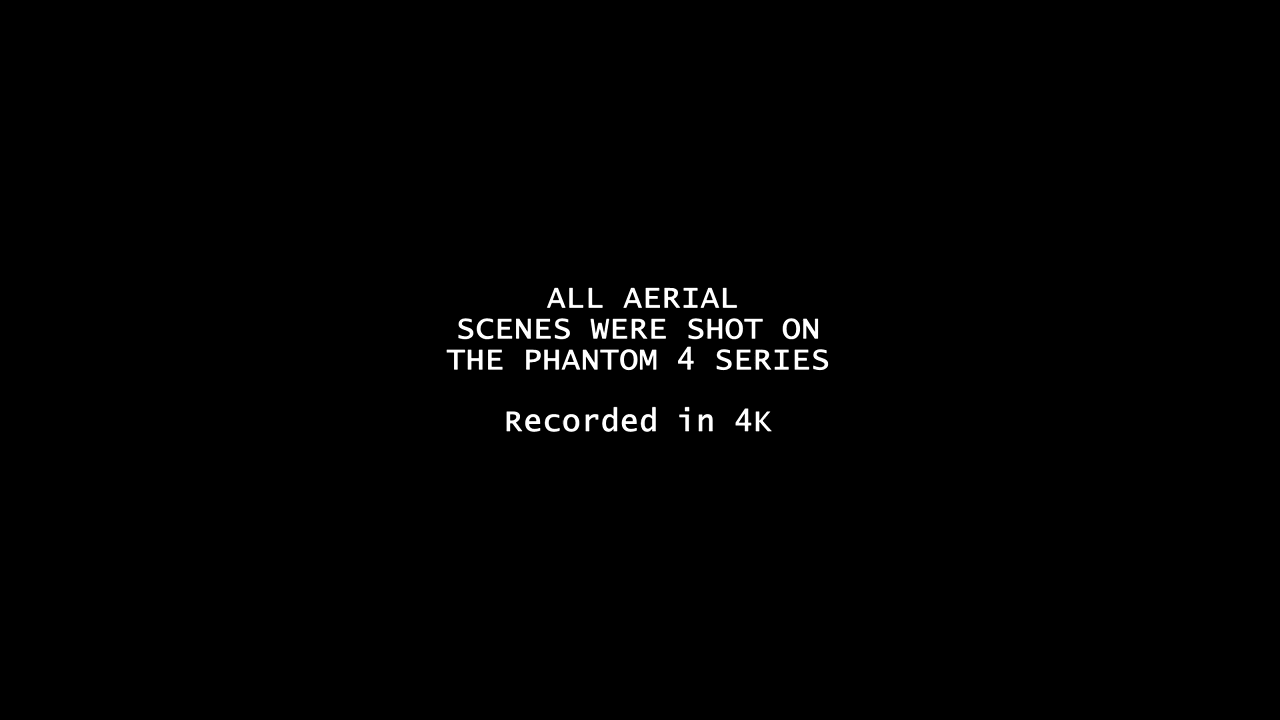 ALL AERIAL
SCENES WERE SHOT ON
THE PHANTOM 4 SERIES
Recorded in 4K